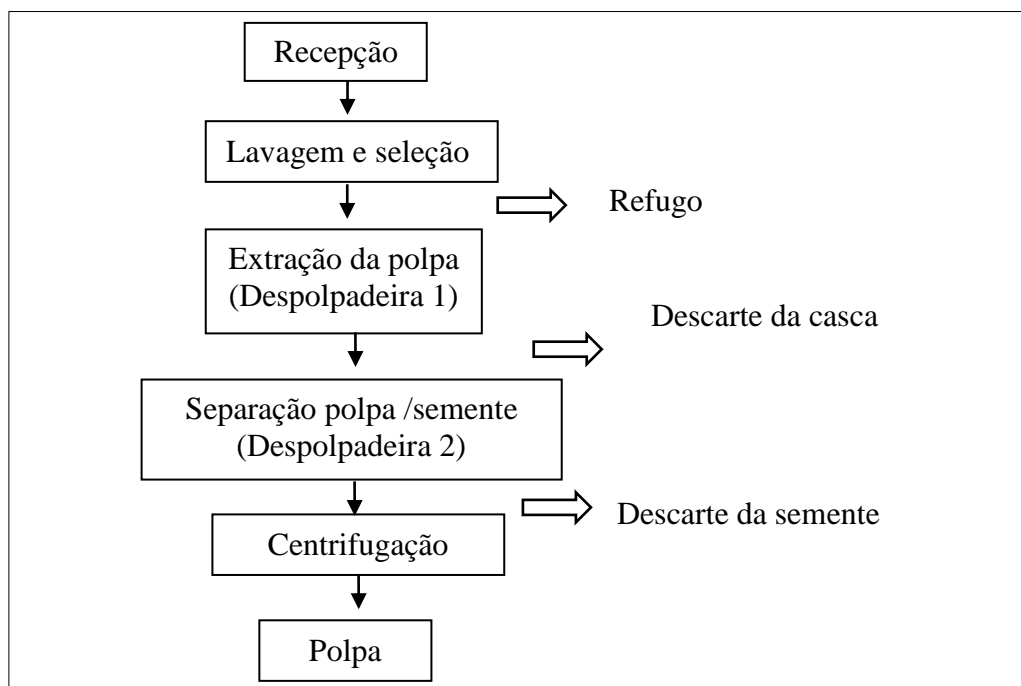 Recepção
Lavagem e seleção
Refugo
Extração da polpa
(Despolpadeira 1)
Descarte da casca
Separação polpa /semente
(Despolpadeira 2)
Descarte da semente
Centrifugação
Polpa